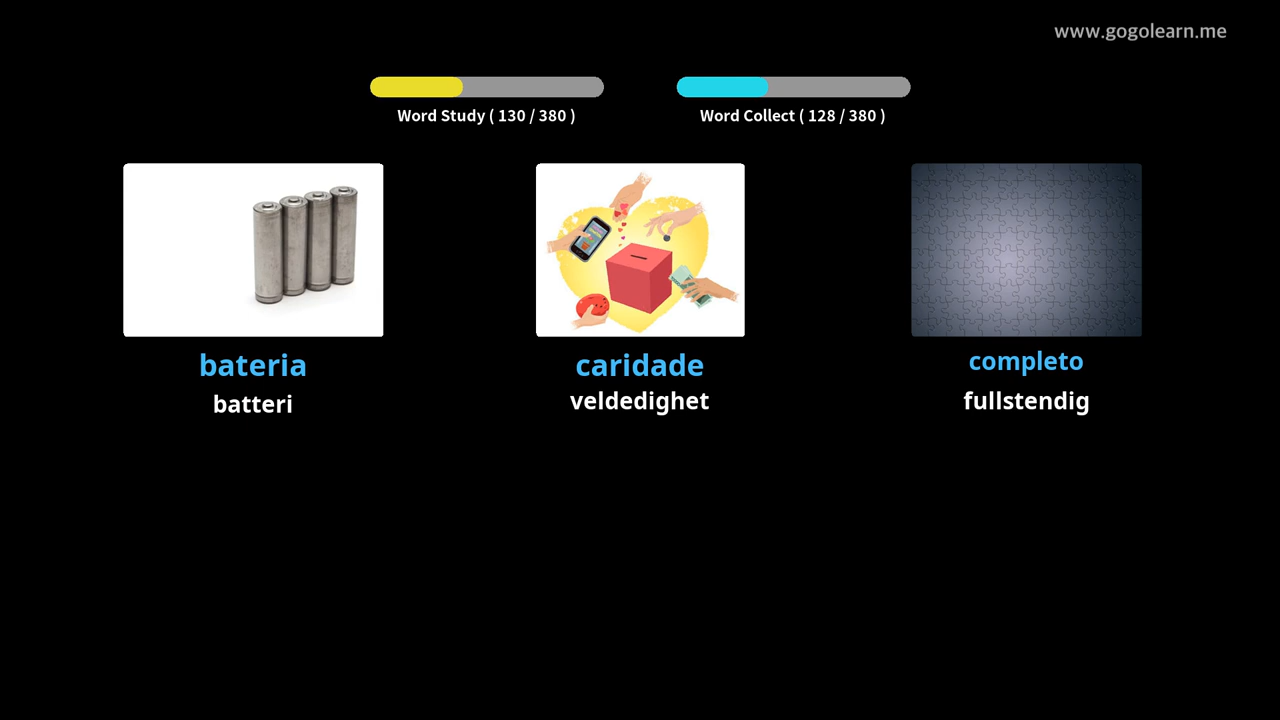 www.gogolearn.me
Word Study ( 130 / 380 )
Word Collect ( 128 / 380 )
bateria
batteri
caridade
veldedighet
completo
fullstendig